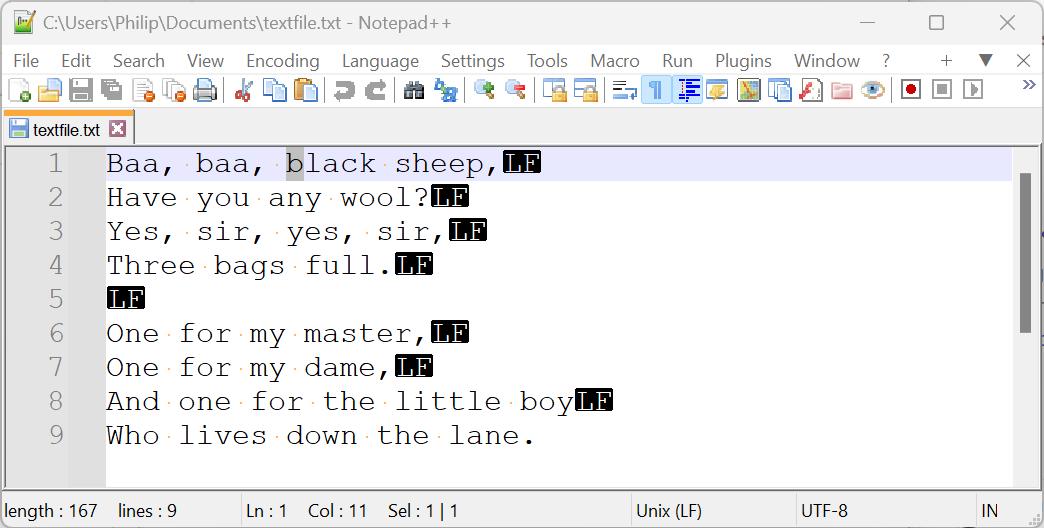 C:\Users\Philip\Documents\textfile.txt - Notepad++
File Edit Search View Encoding Language Settings Tools Macro Run Plugins Window ? + ▼ ×
textfile.txt
1 Baa, baa, black sheep,LF
2 Have you any wool?LF
3 Yes, sir, yes, sir,LF
4 Three bags full.LF
5 LF
6 One for my master,LF
7 One for my dame,LF
8 And one for the little boyLF
9 Who lives down the lane.
length : 167 lines : 9 Ln : 1 Col : 11 Sel : 1 | 1 Unix (LF) UTF-8 IN